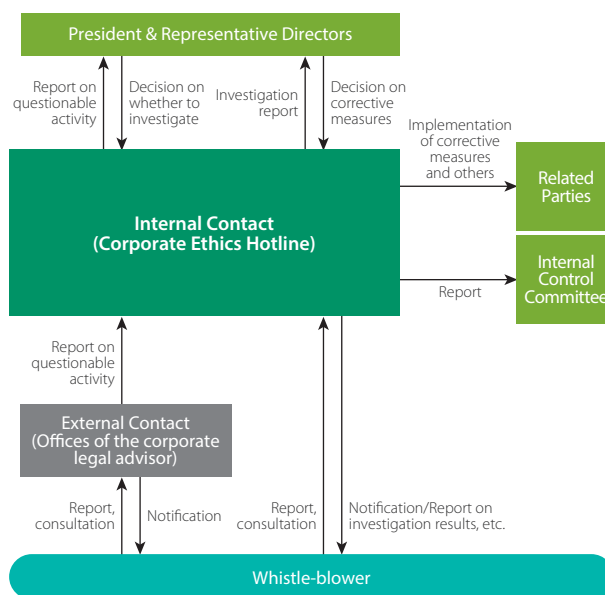 President & Representative Directors
Report on
questionable
activity
Decision on
whether to
investigate
Investigation
report
Decision on
corrective
measures
Implementation
of corrective
measures
and others
Related
Parties
Internal Contact
(Corporate Ethics Hotline)
Internal
Control
Committee
Report
Report on
questionable
activity
External Contact
(Offices of the corporate
legal advisor)
Report,
consultation
Notification
Report,
consultation
Notification/Report on
investigation results, etc.
Whistle-blower